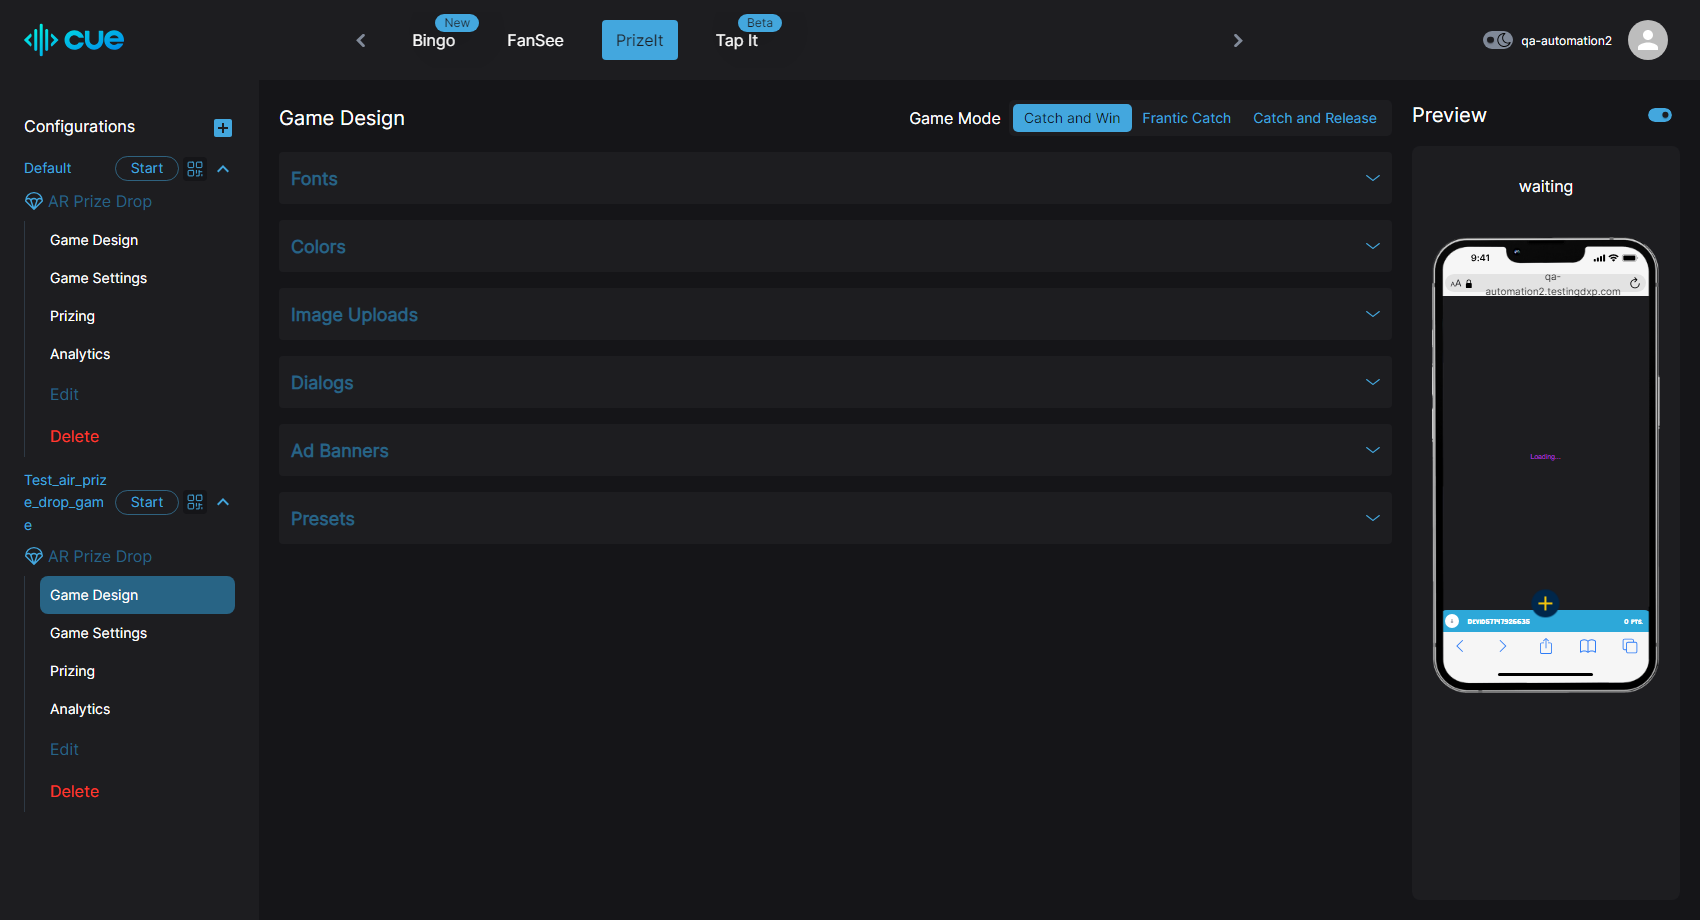 cue
New
Bingo
FanSee
PrizeIt
Beta
Tap It
qa-automation2
Configurations
Default
Start
AR Prize Drop
Game Design
Game Settings
Prizing
Analytics
Edit
Delete
Test_air_priz
e_drop_gam
e
Start
AR Prize Drop
Game Design
Game Settings
Prizing
Analytics
Edit
Delete
Game Design
Game Mode
Catch and Win
Frantic Catch
Catch and Release
Fonts
Colors
Image Uploads
Dialogs
Ad Banners
Presets
Preview
waiting
9:41
AA
qa-
automation2.testingdxp.com
Loading...
0 PTS.